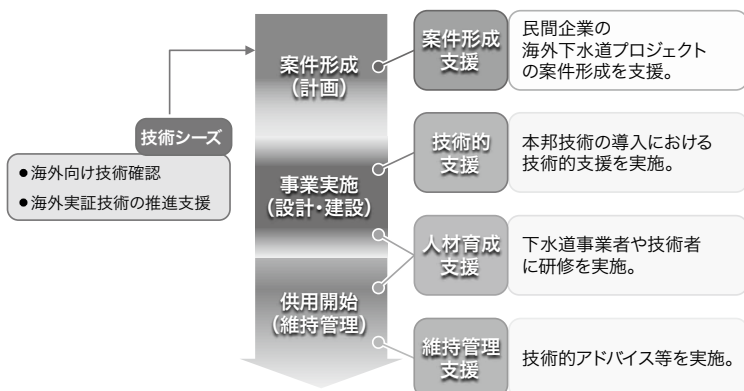 技術シーズ
●海外向け技術確認
●海外実証技術の推進支援
案件形成
（計画）
事業実施
（設計・建設）
供用開始
（維持管理）
案件形成
支援
民間企業の
海外下水道プロジェクト
の案件形成を支援。
技術的
支援
本邦技術の導入における
技術的支援を実施。
人材育成
支援
下水道事業者や技術者
に研修を実施。
維持管理
支援
技術的アドバイス等を実施。